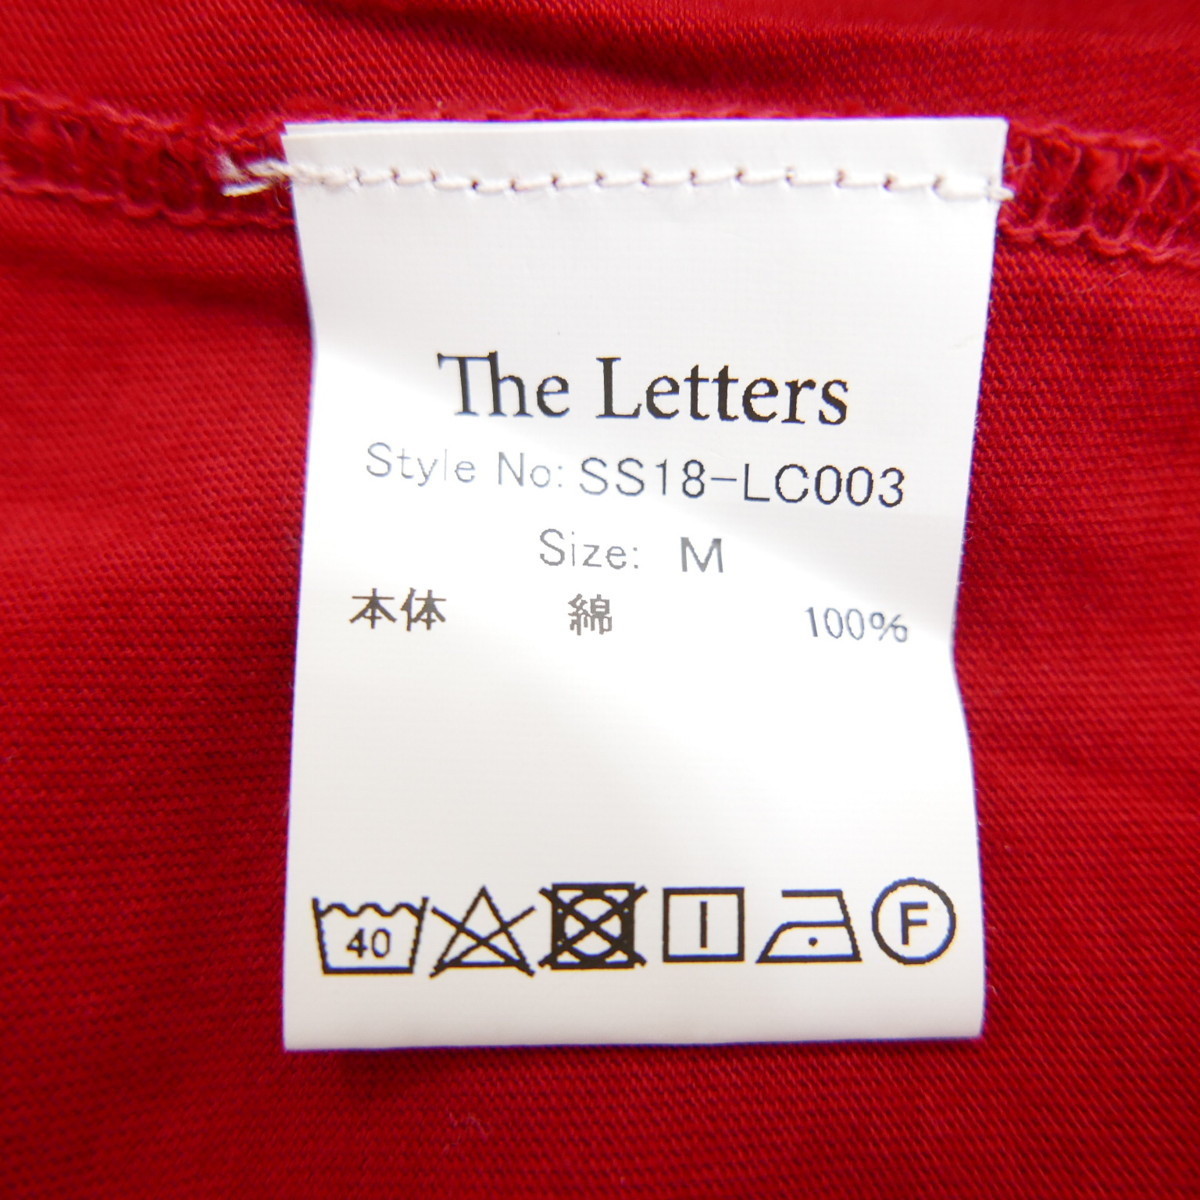 The Letters
Style No: SS18-LC003
Size: M
本体 綿 100%
40 F